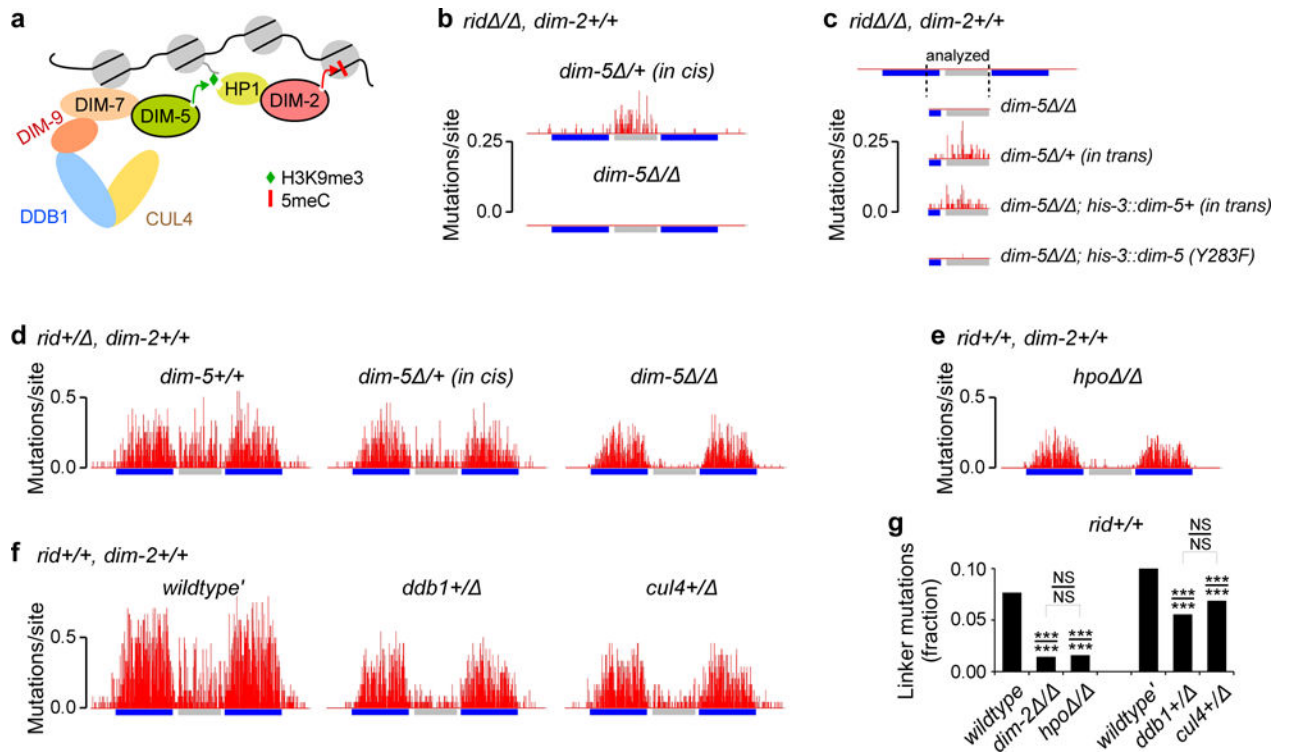 a
DIM-7
DIM-5
HP1
DIM-2
DIM-9
DDB1
CUL4
H3K9me3
5meC
b ridΔ/Δ, dim-2+/+
dim-5Δ/+ (in cis)
Mutations/site
0.25
0.0
dim-5Δ/Δ
c ridΔ/Δ, dim-2+/+
analyzed
Mutations/site
0.25
0.0
dim-5Δ/Δ
dim-5Δ/+ (in trans)
dim-5Δ/Δ; his-3::dim-5+ (in trans)
dim-5Δ/Δ; his-3::dim-5 (Y283F)
d rid+/Δ, dim-2+/+
dim-5+/+
dim-5Δ/+ (in cis)
dim-5Δ/Δ
Mutations/site
0.5
0.0
e rid+/+, dim-2+/+
hpoΔ/Δ
Mutations/site
0.5
0.0
f rid+/+, dim-2+/+
wildtype'
ddb1+/Δ
cul4+/Δ
Mutations/site
0.5
0.0
g rid+/+
Linker mutations
(fraction)
0.10
0.05
0.00
NS
NS
***
***
***
***
NS
NS
***
***
***
***
wildtype
dim-2Δ/Δ
hpoΔ/Δ
wildtype'
ddb1+/Δ
cul4+/Δ